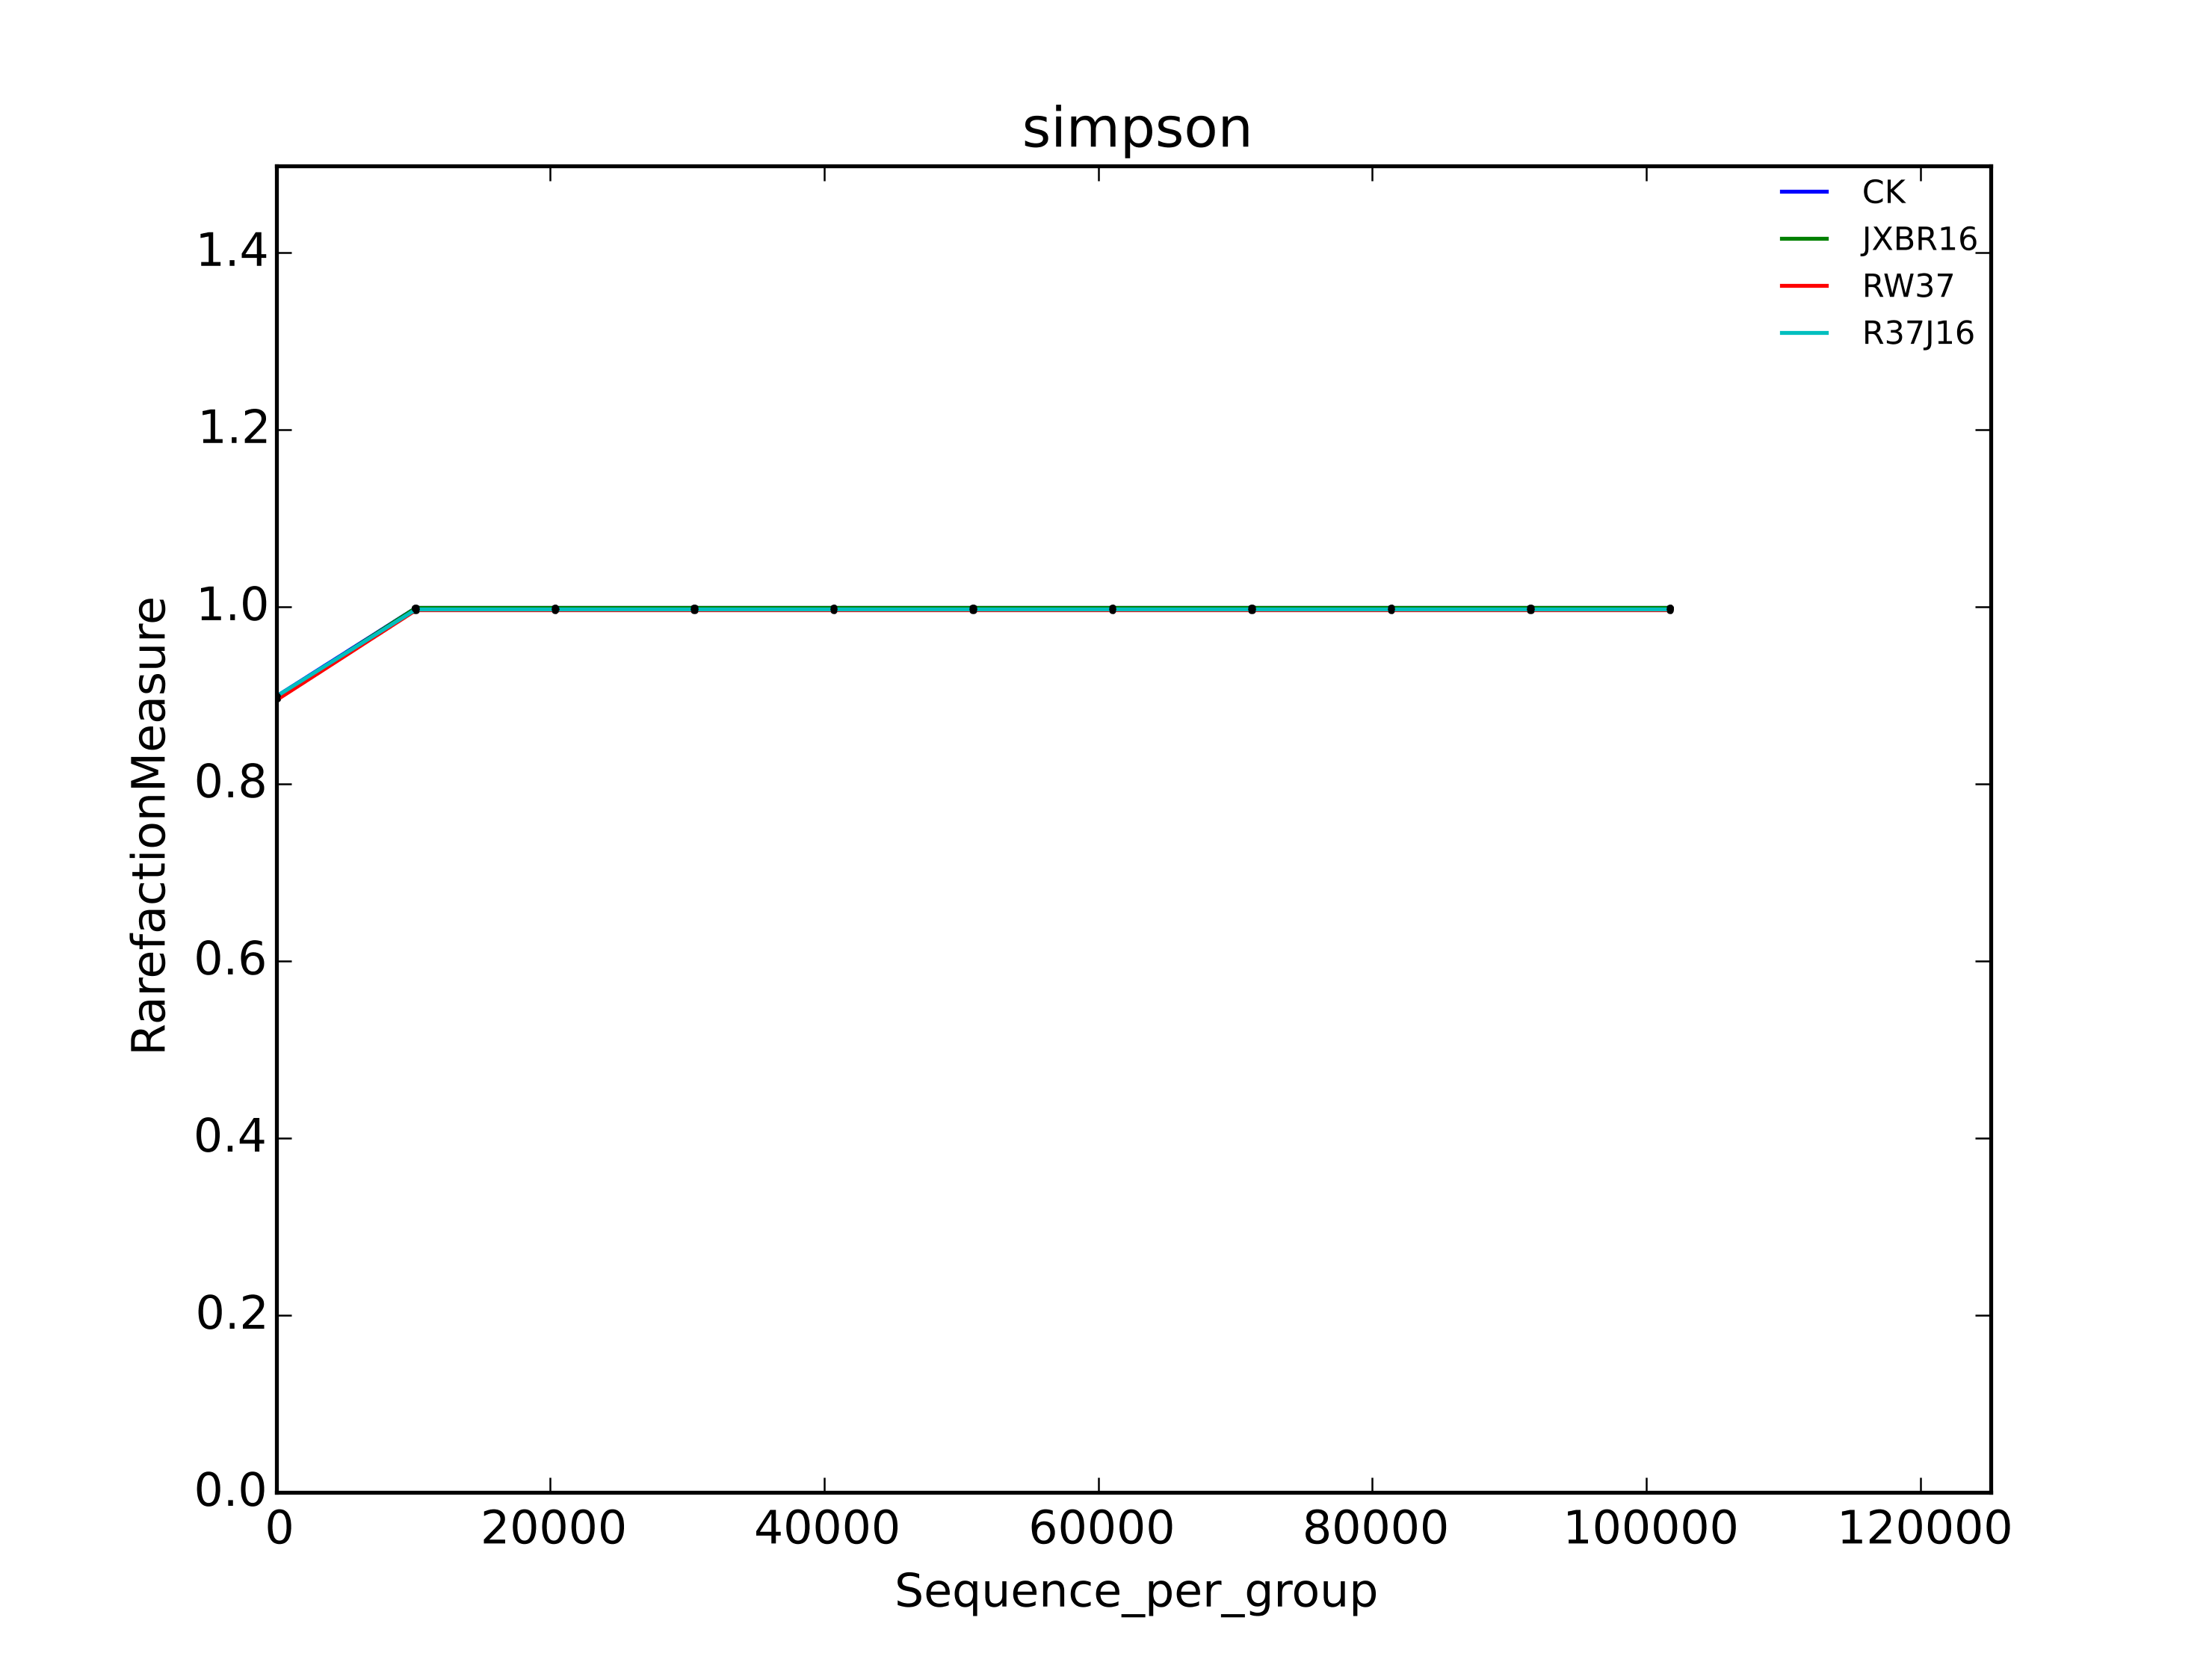 simpson
CK
JXBR16
RW37
R37J16
1.4
1.2
1.0
0.8
0.6
0.4
0.2
0.0
RarefactionMeasure
0 20000 40000 60000 80000 100000 120000
Sequence_per_group